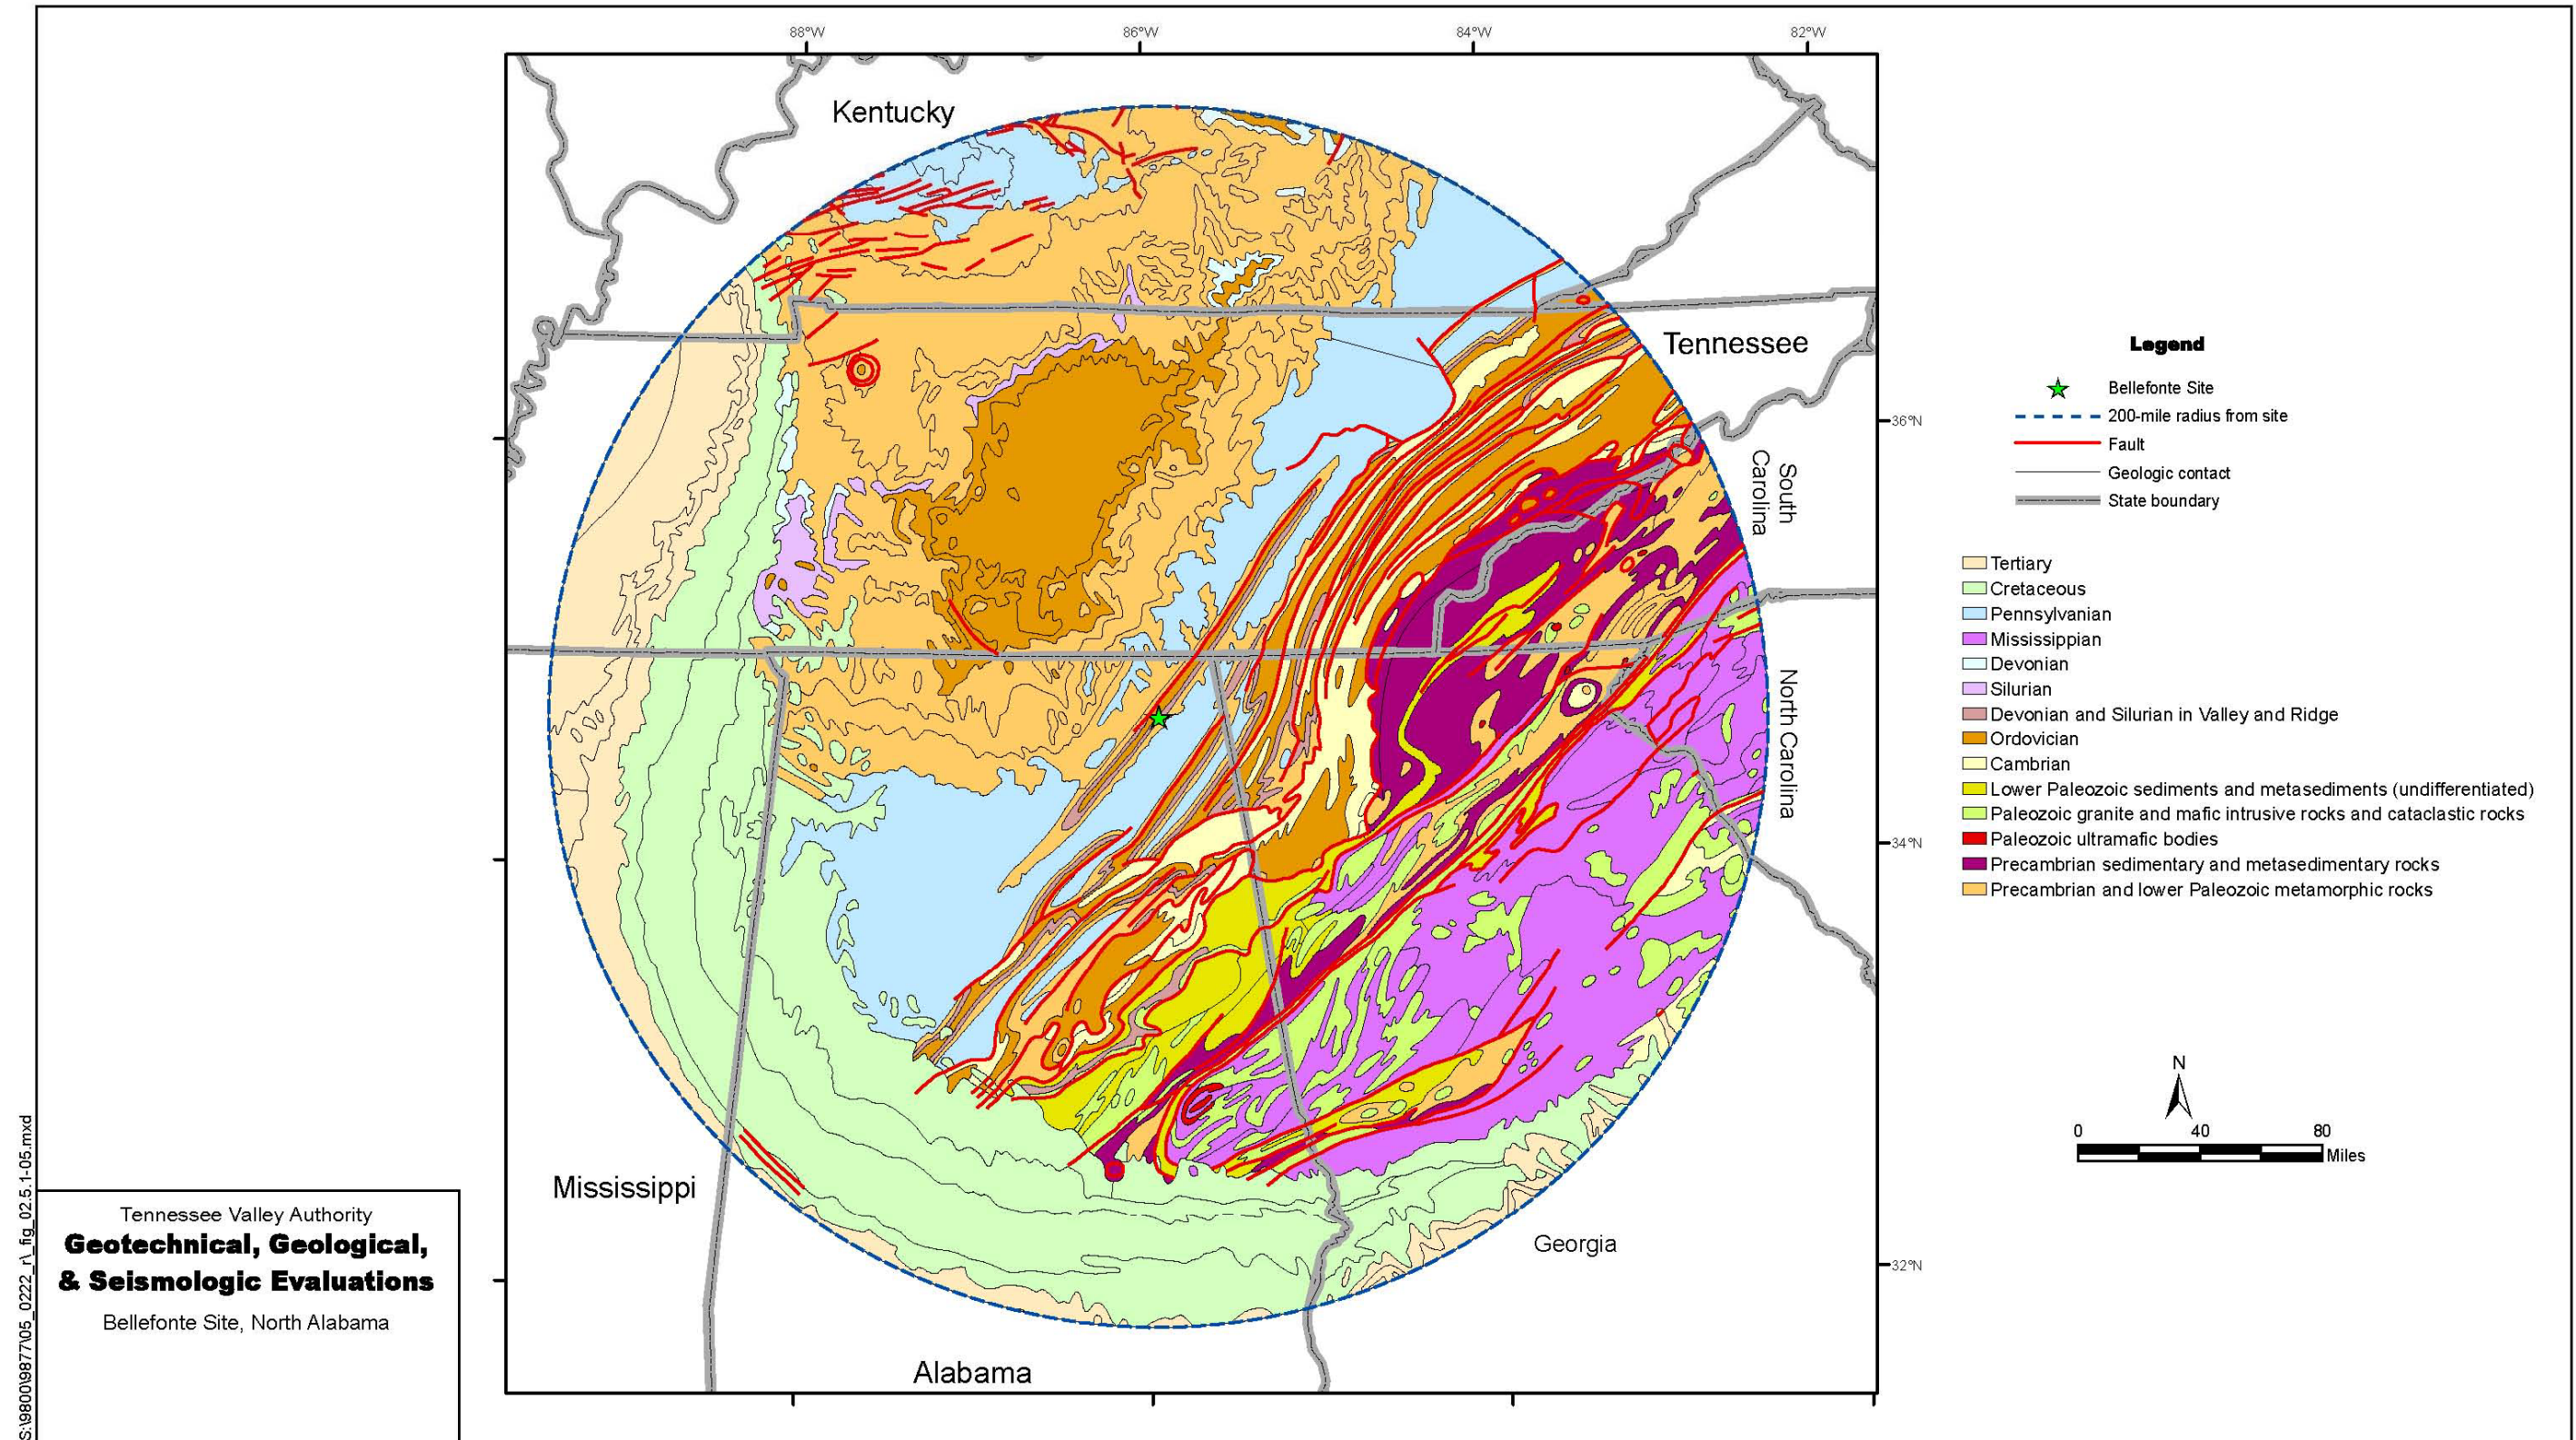 88°W
86°W
84°W
82°W
Kentucky
Tennessee
South
Carolina
36°N
North Carolina
34°N
Mississippi
Georgia
32°N
Alabama
Legend
Bellefonte Site
200-mile radius from site
Fault
Geologic contact
State boundary
Tertiary
Cretaceous
Pennsylvanian
Mississippian
Devonian
Silurian
Devonian and Silurian in Valley and Ridge
Ordovician
Cambrian
Lower Paleozoic sediments and metasediments (undifferentiated)
Paleozoic granite and mafic intrusive rocks and cataclastic rocks
Paleozoic ultramafic bodies
Precambrian sedimentary and metasedimentary rocks
Precambrian and lower Paleozoic metamorphic rocks
N
0 40 80
Miles
Tennessee Valley Authority
Geotechnical, Geological,
& Seismologic Evaluations
Bellefonte Site, North Alabama
S:\9800\9877\05_0222_r\_fig_02.5.1-05.mxd